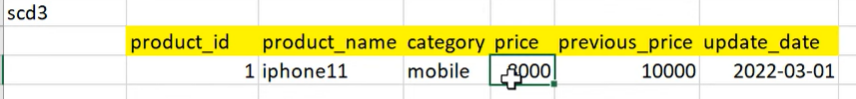 scd3
product_id product_name category price previous_price update_date
1 iphone11 mobile 10000 2022-03-01